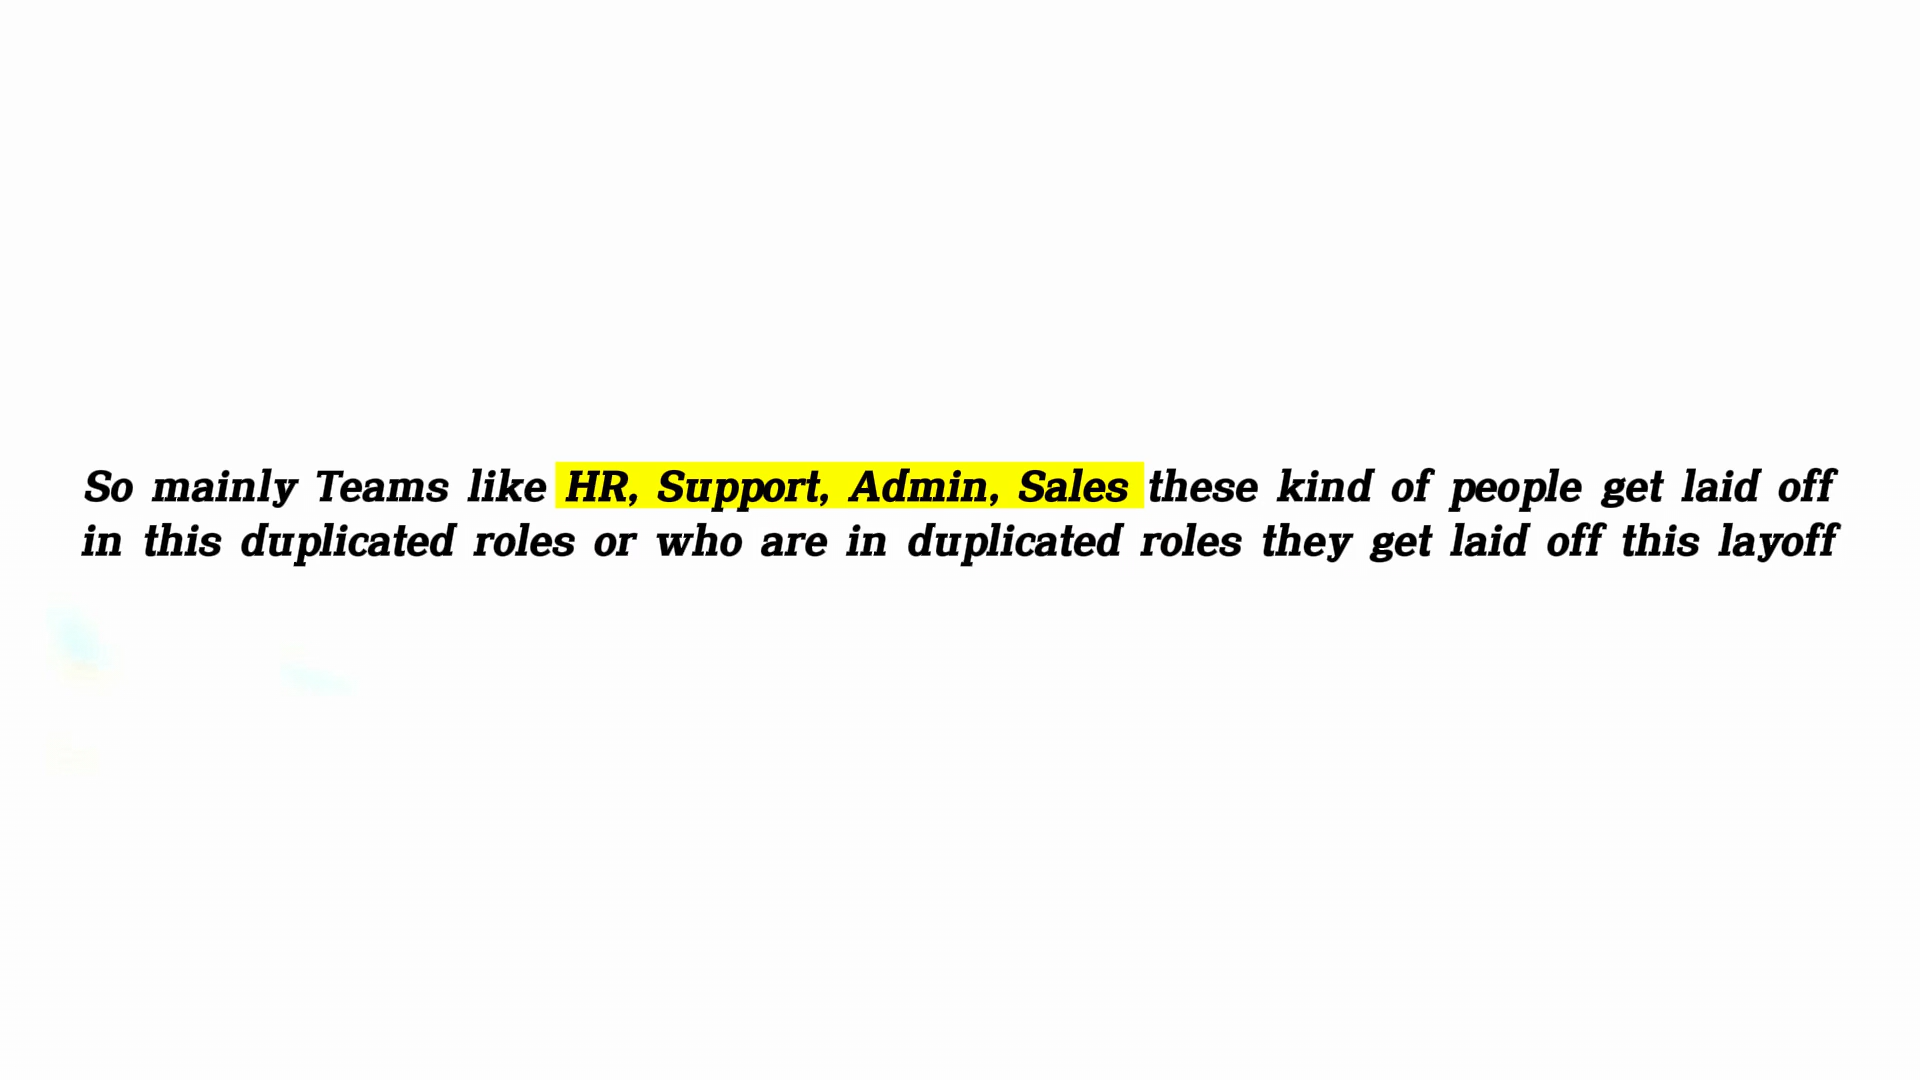 So mainly Teams like HR, Support, Admin, Sales these kind of people get laid off
in this duplicated roles or who are in duplicated roles they get laid off this layoff